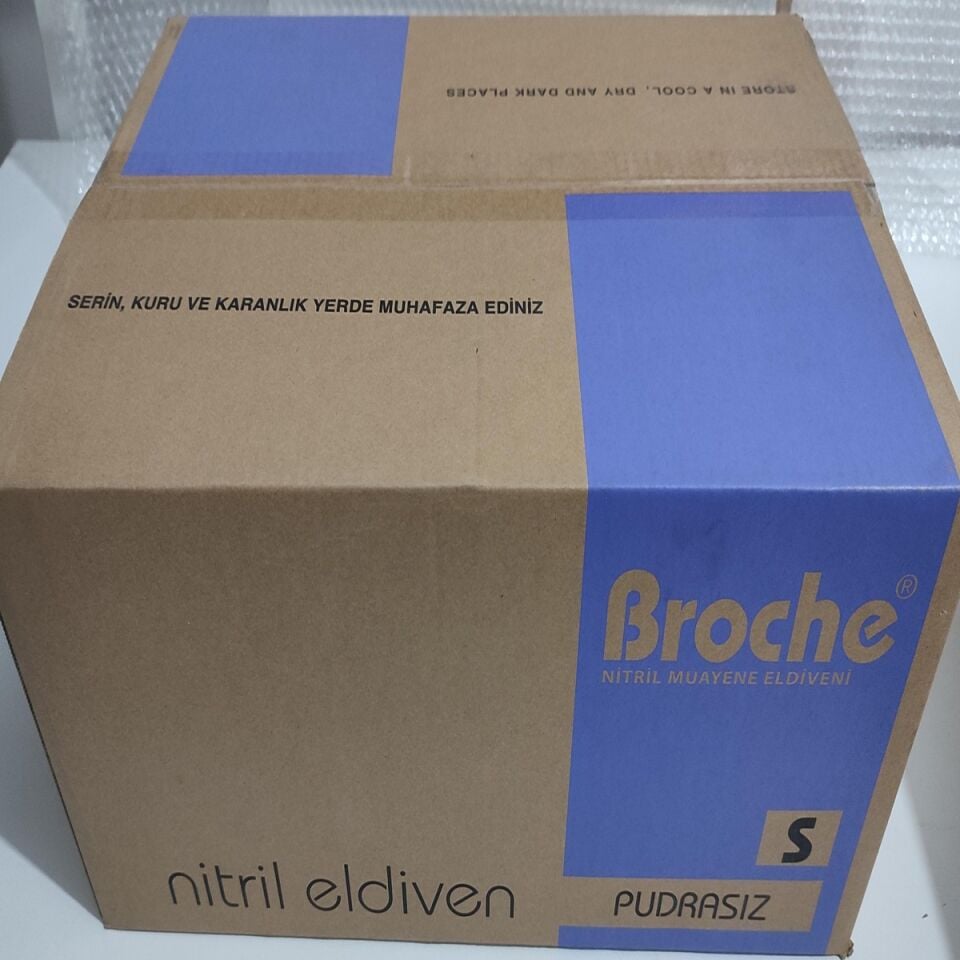 STORE IN A COOL, DRY AND DARK PLACES
SERİN, KURU VE KARANLIK YERDE MUHAFAZA EDİNİZ
Broche®
NİTRİL MUAYENE ELDİVENİ
S
nitril eldiven
PUDRASIZ